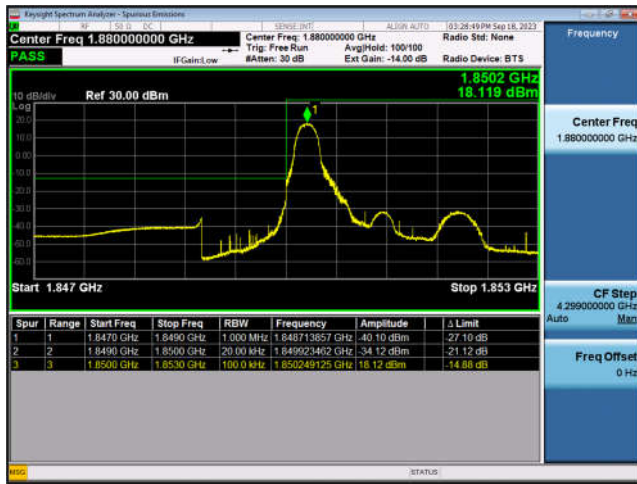 Keysight Spectrum Analyzer - Spurious Emissions
RF 50 Ω DC SENSE:INT ALIGN AUTO 03:26:49 PM Sep 18, 2023
Center Freq 1.880000000 GHz
Center Freq: 1.880000000 GHz
Radio Std: None
Trig: Free Run
Avg|Hold: 100/100
PASS
IFGain:Low
#Atten: 30 dB
Ext Gain: -14.00 dB
Radio Device: BTS
1.8502 GHz
18.119 dBm
10 dB/div
Ref 30.00 dBm
Log
1
20.0
10.0
0.00
-10.0
-20.0
-30.0
-40.0
-50.0
-60.0
Start 1.847 GHz
Stop 1.853 GHz
Spur Range Start Freq Stop Freq RBW Frequency Amplitude Δ Limit
1 1 1.8470 GHz 1.8490 GHz 1.000 MHz 1.848713857 GHz -40.10 dBm -27.10 dB
2 2 1.8490 GHz 1.8500 GHz 20.00 kHz 1.849923462 GHz -34.12 dBm -21.12 dB
3 3 1.8500 GHz 1.8530 GHz 100.0 kHz 1.850249125 GHz 18.12 dBm -14.88 dB
Frequency
Center Freq
1.880000000 GHz
CF Step
4.299000000 GHz
Auto Man
Freq Offset
0 Hz
MSG
STATUS